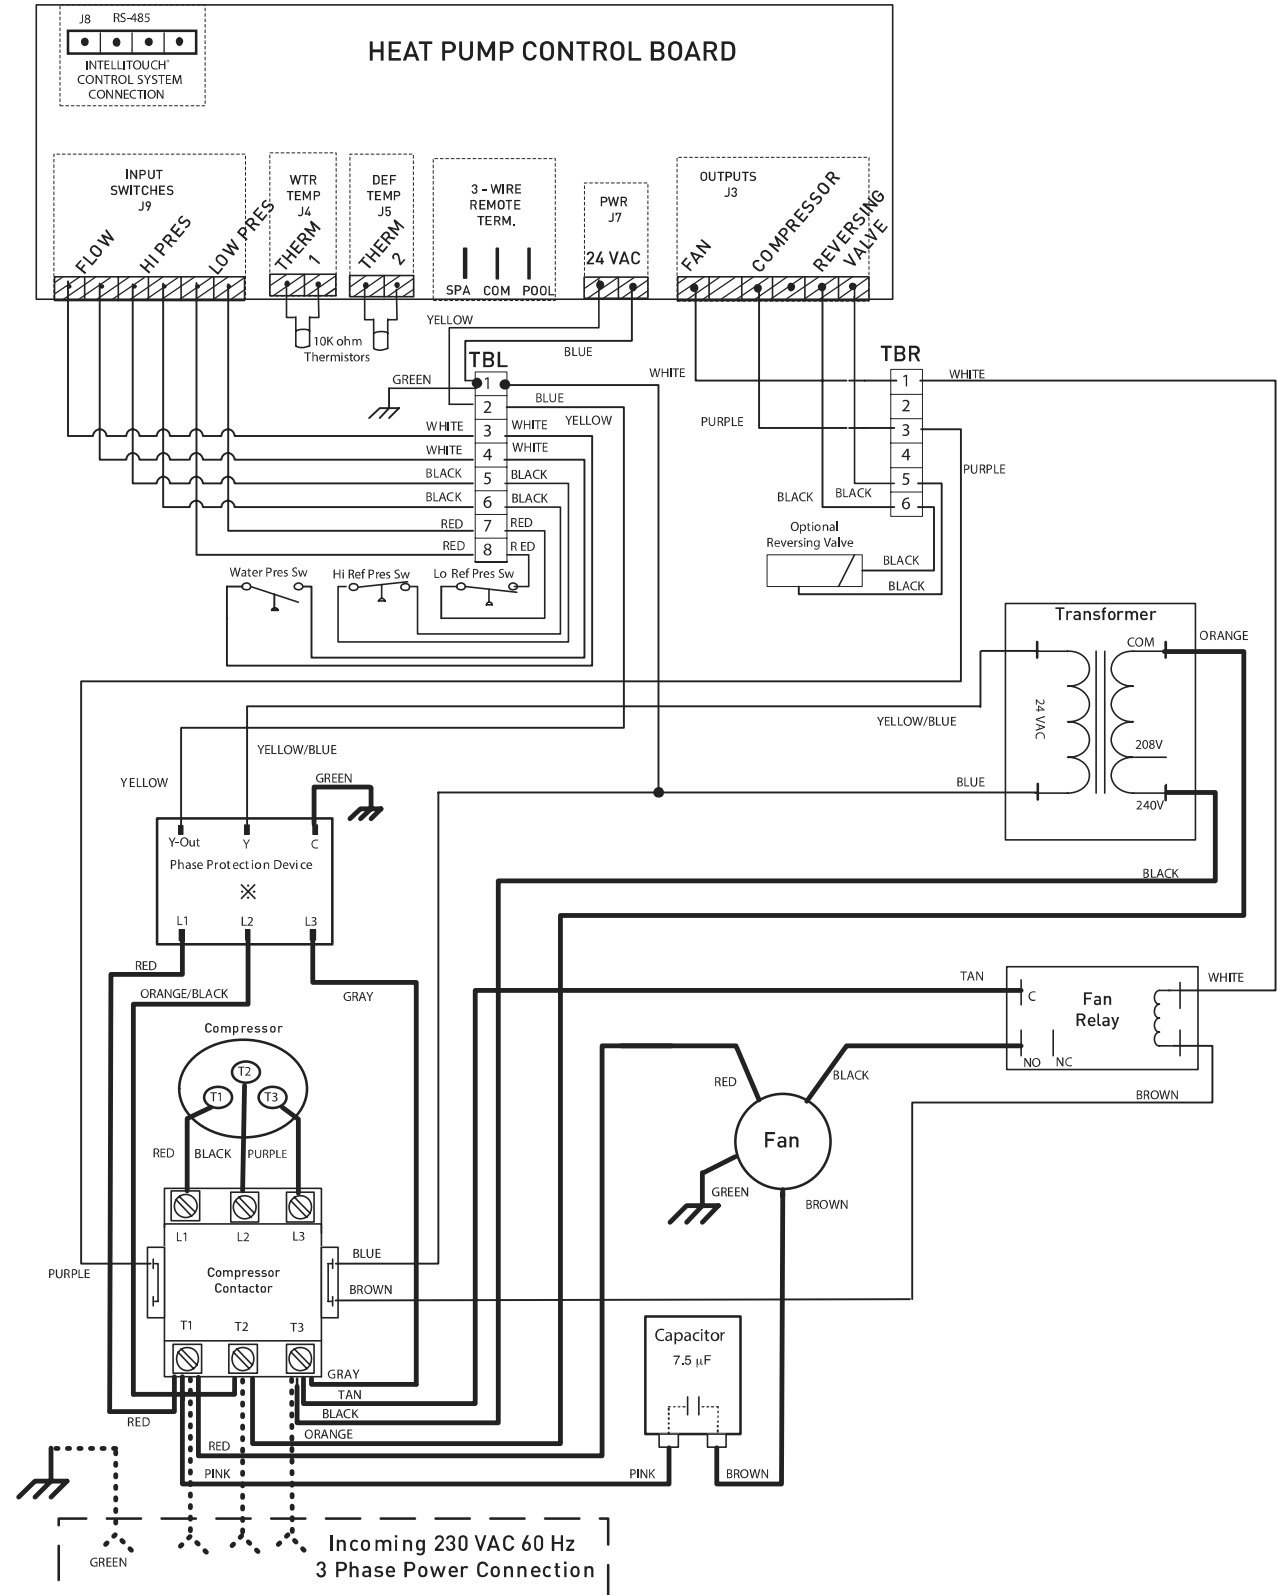 J8 RS-485
INTELLITOUCH®
CONTROL SYSTEM
CONNECTION
HEAT PUMP CONTROL BOARD
INPUT
SWITCHES
J9
FLOW
HI PRES
LOW PRES
WTR
TEMP
J4
THERM
1
DEF
TEMP
J5
THERM
2
3 - WIRE
REMOTE
TERM.
SPA COM POOL
PWR
J7
24 VAC
OUTPUTS
J3
FAN
COMPRESSOR
REVERSING
VALVE
10K ohm
Thermistors
YELLOW
BLUE
GREEN
TBL
1
2
3
4
5
6
7
8
BLUE
YELLOW
WHITE WHITE
WHITE WHITE
BLACK BLACK
BLACK BLACK
RED RED
RED RED
WHITE
PURPLE
TBR
1
2
3
4
5
6
WHITE
PURPLE
BLACK BLACK
Optional
Reversing Valve
BLACK
BLACK
Water Pres Sw
Hi Ref Pres Sw
Lo Ref Pres Sw
Transformer
COM
24 VAC
208V
240V
ORANGE
YELLOW/BLUE
BLUE
BLACK
YELLOW/BLUE
YELLOW
GREEN
Y-Out Y C
Phase Protection Device
※
L1 L2 L3
RED
ORANGE/BLACK
GRAY
Compressor
T1
T2
T3
RED BLACK PURPLE
L1 L2 L3
Compressor
Contactor
T1 T2 T3
PURPLE
BLUE
BROWN
TAN
C
Fan
Relay
NO NC
WHITE
BROWN
RED
BLACK
Fan
GREEN
BROWN
Capacitor
7.5 µF
GRAY
TAN
BLACK
ORANGE
RED
RED
PINK
PINK
BROWN
GREEN
Incoming 230 VAC 60 Hz
3 Phase Power Connection